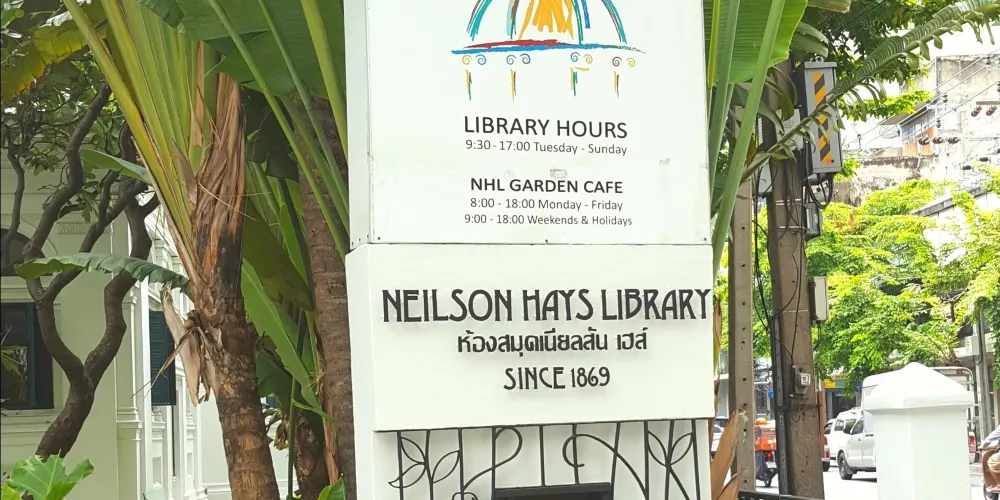 LIBRARY HOURS
9:30 - 17:00 Tuesday - Sunday
NHL GARDEN CAFE
8:00 - 18:00 Monday - Friday
9:00 - 18:00 Weekends & Holidays
NEILSON HAYS LIBRARY
ห้องสมุดเนียลสัน เฮส์
SINCE 1869